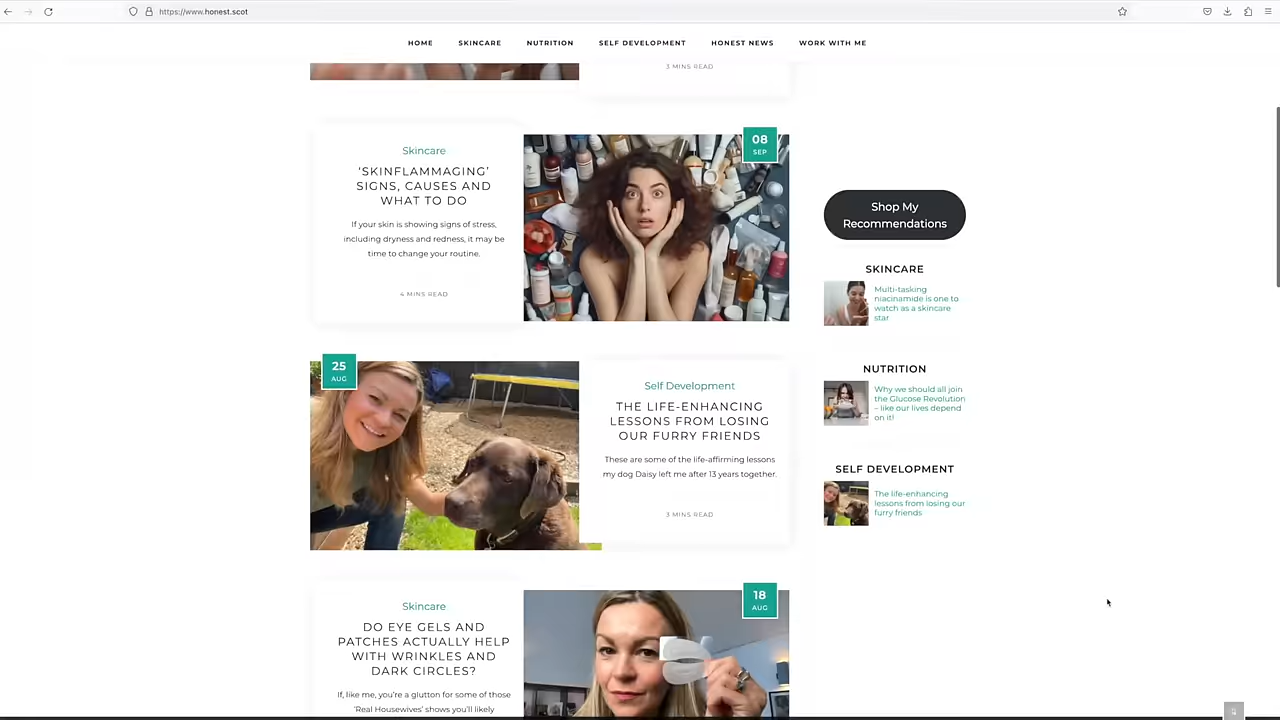 https://www.honest.scot
HOME SKINCARE NUTRITION SELF DEVELOPMENT HONEST NEWS WORK WITH ME
3 MINS READ
Skincare
‘SKINFLAMMAGING’
SIGNS, CAUSES AND
WHAT TO DO
If your skin is showing signs of stress,
including dryness and redness, it may be
time to change your routine.
4 MINS READ
08
SEP
25
AUG
Self Development
THE LIFE-ENHANCING
LESSONS FROM LOSING
OUR FURRY FRIENDS
These are some of the life-affirming lessons
my dog Daisy left me after 13 years together.
3 MINS READ
Skincare
DO EYE GELS AND
PATCHES ACTUALLY HELP
WITH WRINKLES AND
DARK CIRCLES?
If, like me, you’re a glutton for some of those
‘Real Housewives’ shows you’ll likely
18
AUG
Shop My
Recommendations
SKINCARE
Multi-tasking
niacinamide is one to
watch as a skincare
star
NUTRITION
Why we should all join
the Glucose Revolution
– like our lives depend
on it!
SELF DEVELOPMENT
The life-enhancing
lessons from losing our
furry friends